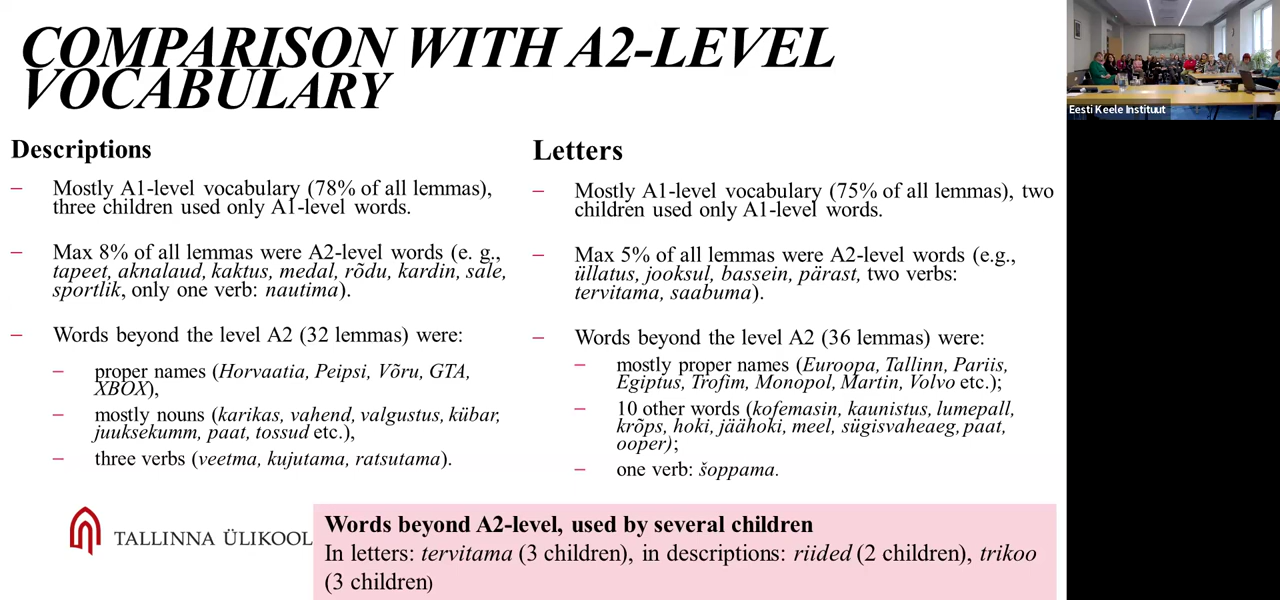 COMPARISON WITH A2-LEVEL
VOCABULARY
Descriptions
– Mostly A1-level vocabulary (78% of all lemmas),
three children used only A1-level words.
– Max 8% of all lemmas were A2-level words (e. g.,
tapeet, aknalaud, kaktus, medal, rõdu, kardin, sale,
sportlik, only one verb: nautima).
– Words beyond the level A2 (32 lemmas) were:
– proper names (Horvaatia, Peipsi, Võru, GTA,
XBOX),
– mostly nouns (karikas, vahend, valgustus, kübar,
juuksekumm, paat, tossud etc.),
– three verbs (veetma, kujutama, ratsutama).
Letters
– Mostly A1-level vocabulary (75% of all lemmas), two
children used only A1-level words.
– Max 5% of all lemmas were A2-level words (e.g.,
üllatus, jooksul, bassein, pärast, two verbs:
tervitama, saabuma).
– Words beyond the level A2 (36 lemmas) were:
– mostly proper names (Euroopa, Tallinn, Pariis,
Egiptus, Trofim, Monopol, Martin, Volvo etc.);
– 10 other words (kofemasin, kaunistus, lumepall,
krõps, hoki, jäähoki, meel, sügisvaheaeg, paat,
ooper);
– one verb: šoppama.
TALLINNA ÜLIKOOL
Words beyond A2-level, used by several children
In letters: tervitama (3 children), in descriptions: riided (2 children), trikoo
(3 children)
Eesti Keele Instituut